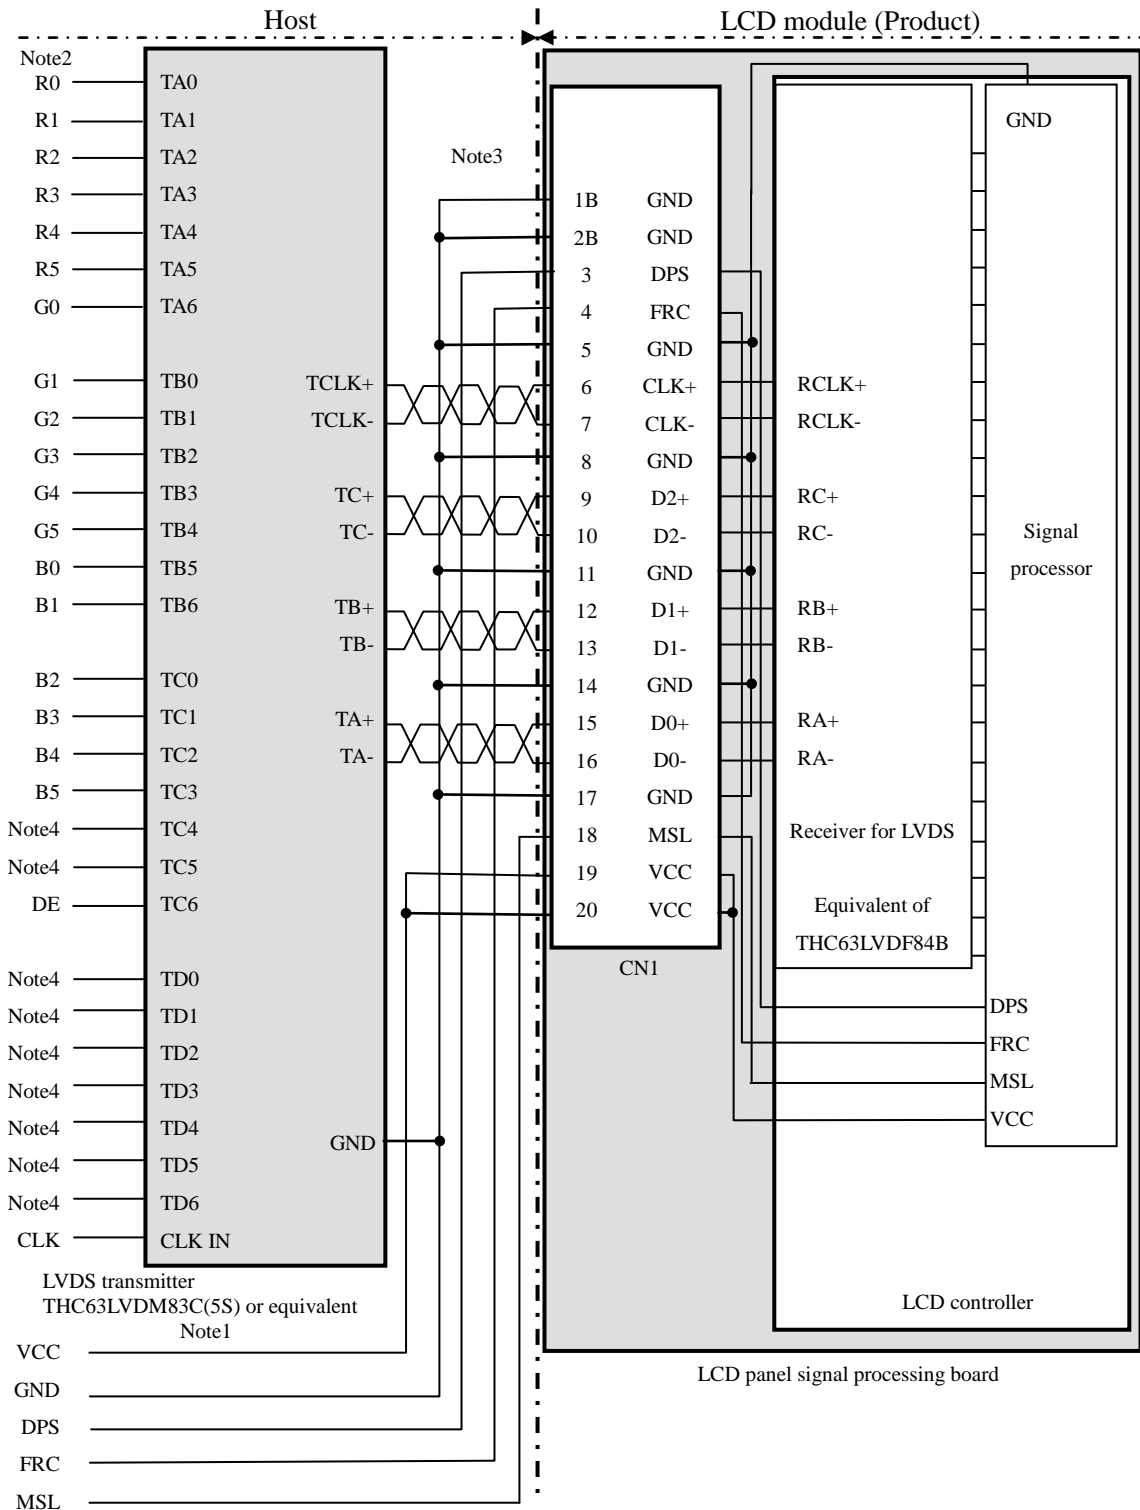 Host
LCD module (Product)
Note2
R0 TA0
R1 TA1
R2 TA2
R3 TA3
R4 TA4
R5 TA5
G0 TA6
G1 TB0
G2 TB1
G3 TB2
G4 TB3
G5 TB4
B0 TB5
B1 TB6
B2 TC0
B3 TC1
B4 TC2
B5 TC3
Note4 TC4
Note4 TC5
DE TC6
Note4 TD0
Note4 TD1
Note4 TD2
Note4 TD3
Note4 TD4
Note4 TD5
Note4 TD6
CLK CLK IN
TCLK+
TCLK-
TC+
TC-
TB+
TB-
TA+
TA-
GND
LVDS transmitter
THC63LVDM83C(5S) or equivalent
Note1
VCC
GND
DPS
FRC
MSL
Note3
1B GND
2B GND
3 DPS
4 FRC
5 GND
6 CLK+
7 CLK-
8 GND
9 D2+
10 D2-
11 GND
12 D1+
13 D1-
14 GND
15 D0+
16 D0-
17 GND
18 MSL
19 VCC
20 VCC
CN1
RCLK+
RCLK-
RC+
RC-
RB+
RB-
RA+
RA-
Receiver for LVDS
Equivalent of
THC63LVDF84B
GND
Signal
processor
DPS
FRC
MSL
VCC
LCD controller
LCD panel signal processing board